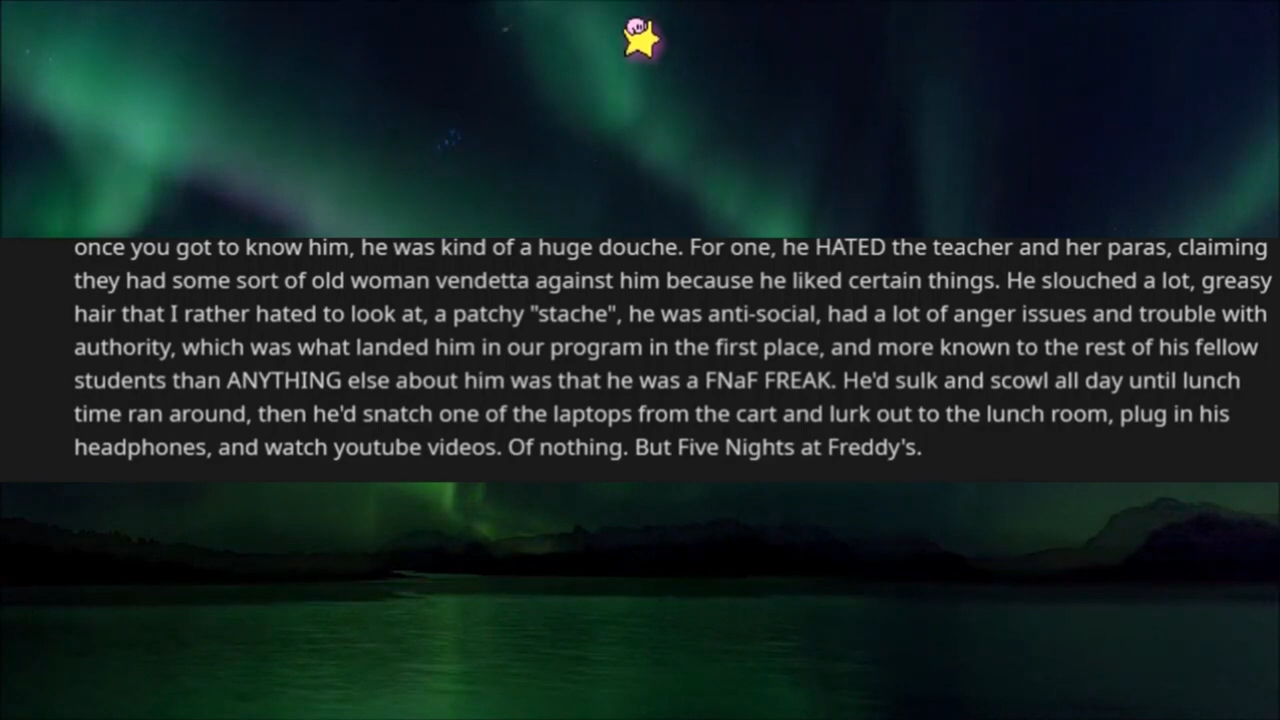 once you got to know him, he was kind of a huge douche. For one, he HATED the teacher and her paras, claiming
they had some sort of old woman vendetta against him because he liked certain things. He slouched a lot, greasy
hair that I rather hated to look at, a patchy "stache", he was anti-social, had a lot of anger issues and trouble with
authority, which was what landed him in our program in the first place, and more known to the rest of his fellow
students than ANYTHING else about him was that he was a FNaF FREAK. He'd sulk and scowl all day until lunch
time ran around, then he'd snatch one of the laptops from the cart and lurk out to the lunch room, plug in his
headphones, and watch youtube videos. Of nothing. But Five Nights at Freddy's.